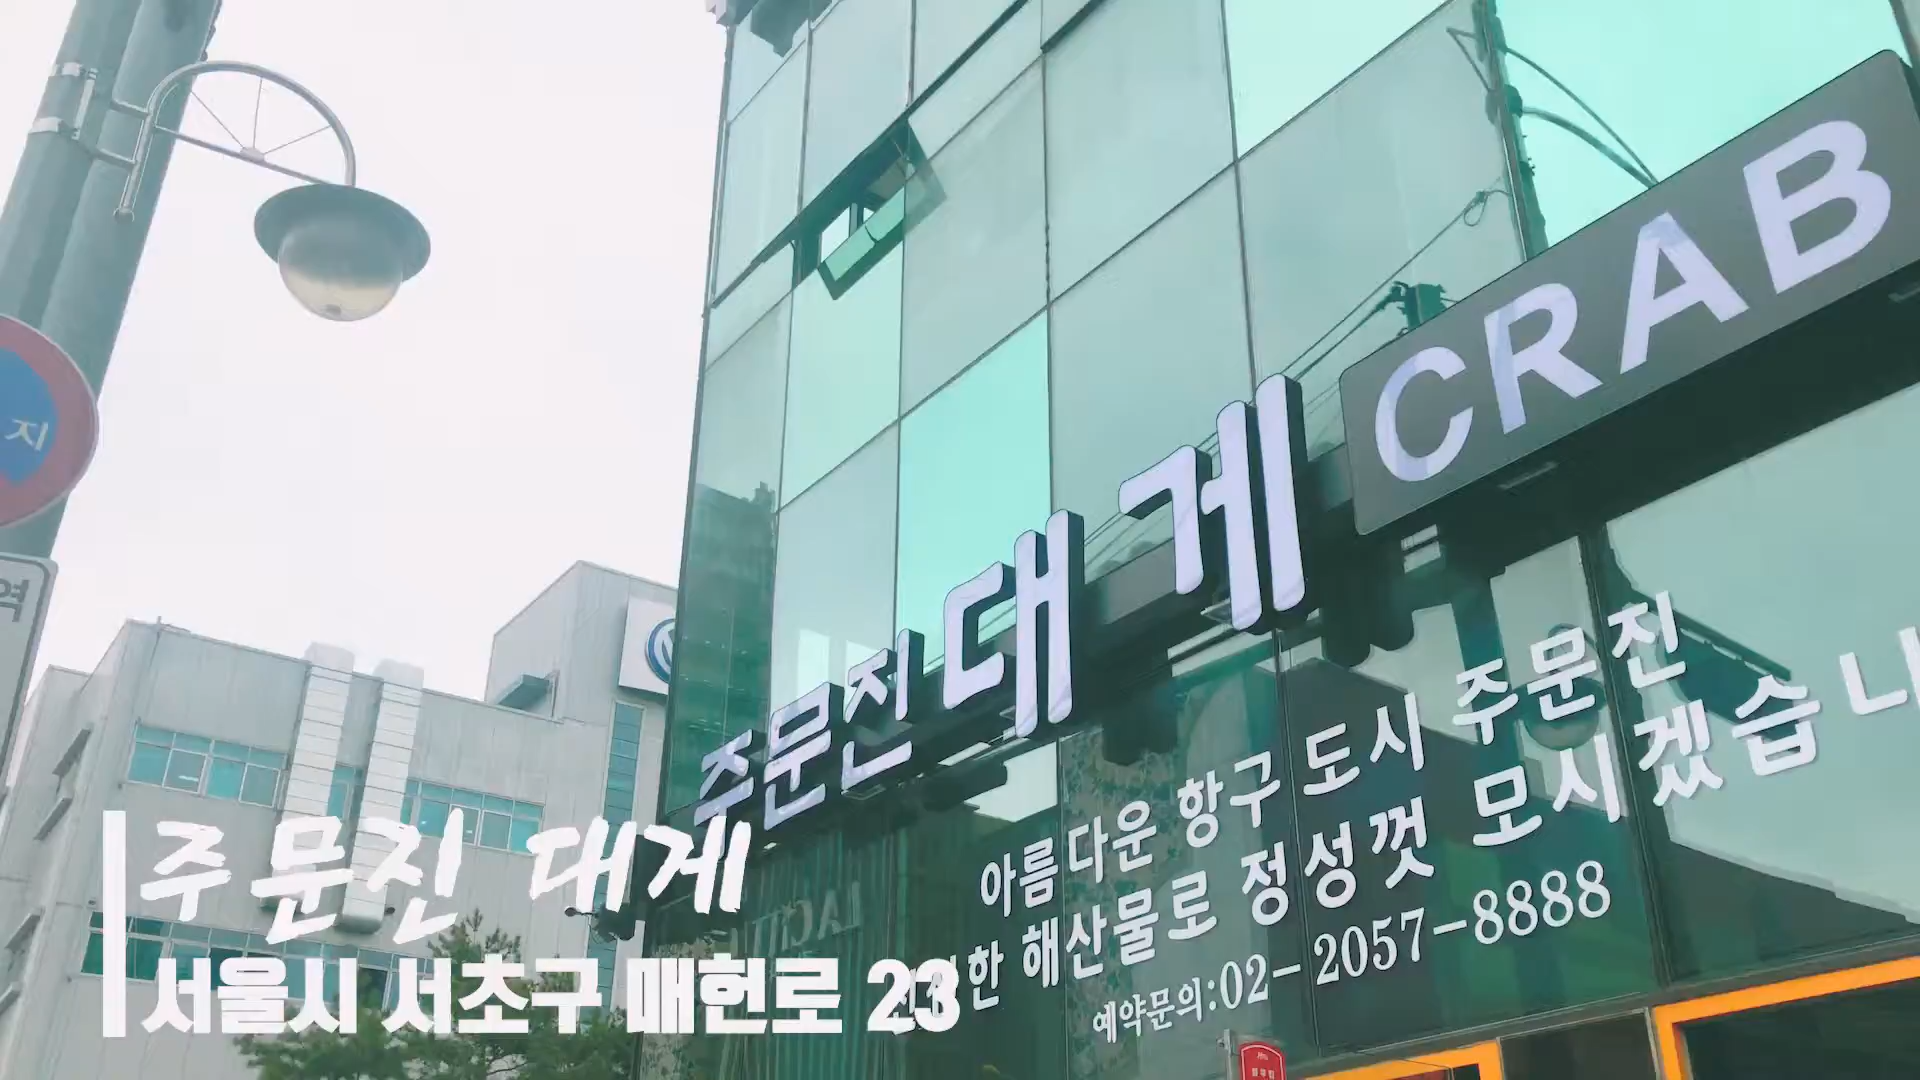 지
역
CRAB
주문진 대게
아름다운 항구 도시 주문진
한 해산물로 정성껏 모시겠습니
예약문의:02-2057-8888
주문진 대게
서울시 서초구 매헌로 23